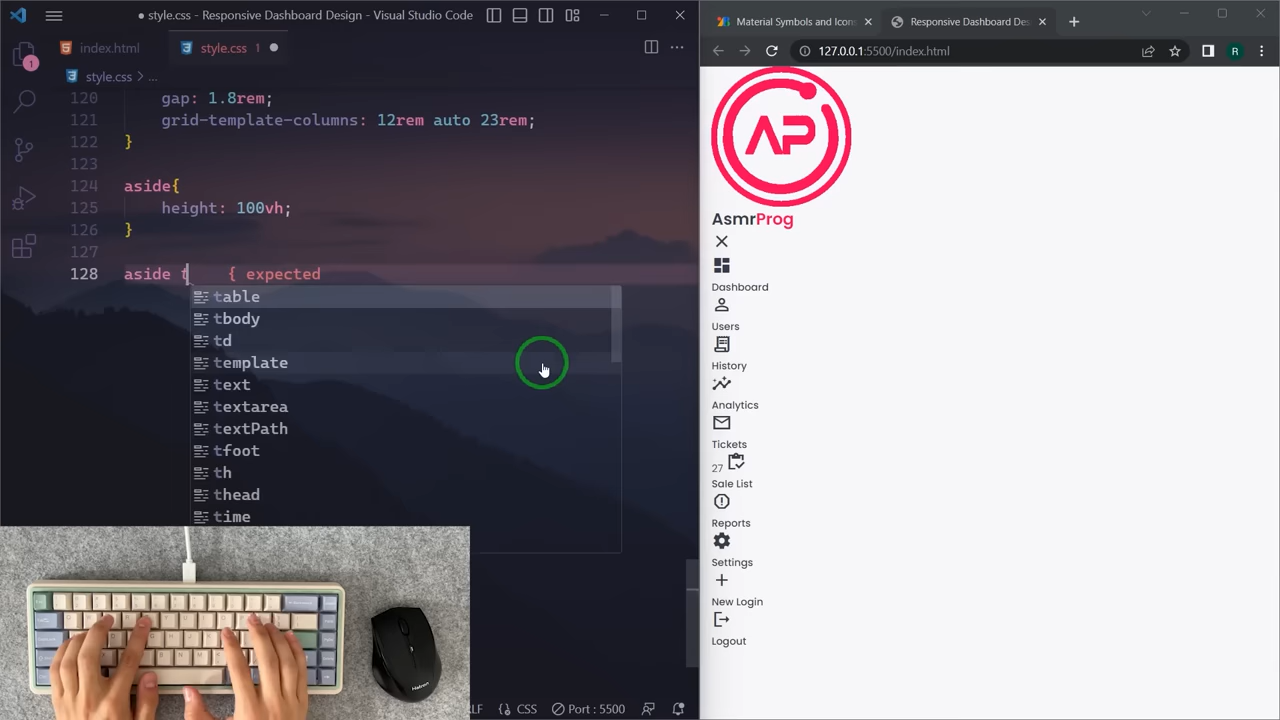 style.css - Responsive Dashboard Design - Visual Studio Code
index.html
style.css 1
style.css > ...
1
120 gap: 1.8rem;
121 grid-template-columns: 12rem auto 23rem;
122 }
123
124 aside{
125 height: 100vh;
126 }
127
128 aside t { expected
table
tbody
td
template
text
textarea
textPath
tfoot
th
thead
time
LF {} CSS Port : 5500
Material Symbols and Icon
Responsive Dashboard Des
127.0.0.1:5500/index.html
R
AP
AsmrProg
Dashboard
Users
History
Analytics
Tickets
27
Sale List
Reports
Settings
New Login
Logout